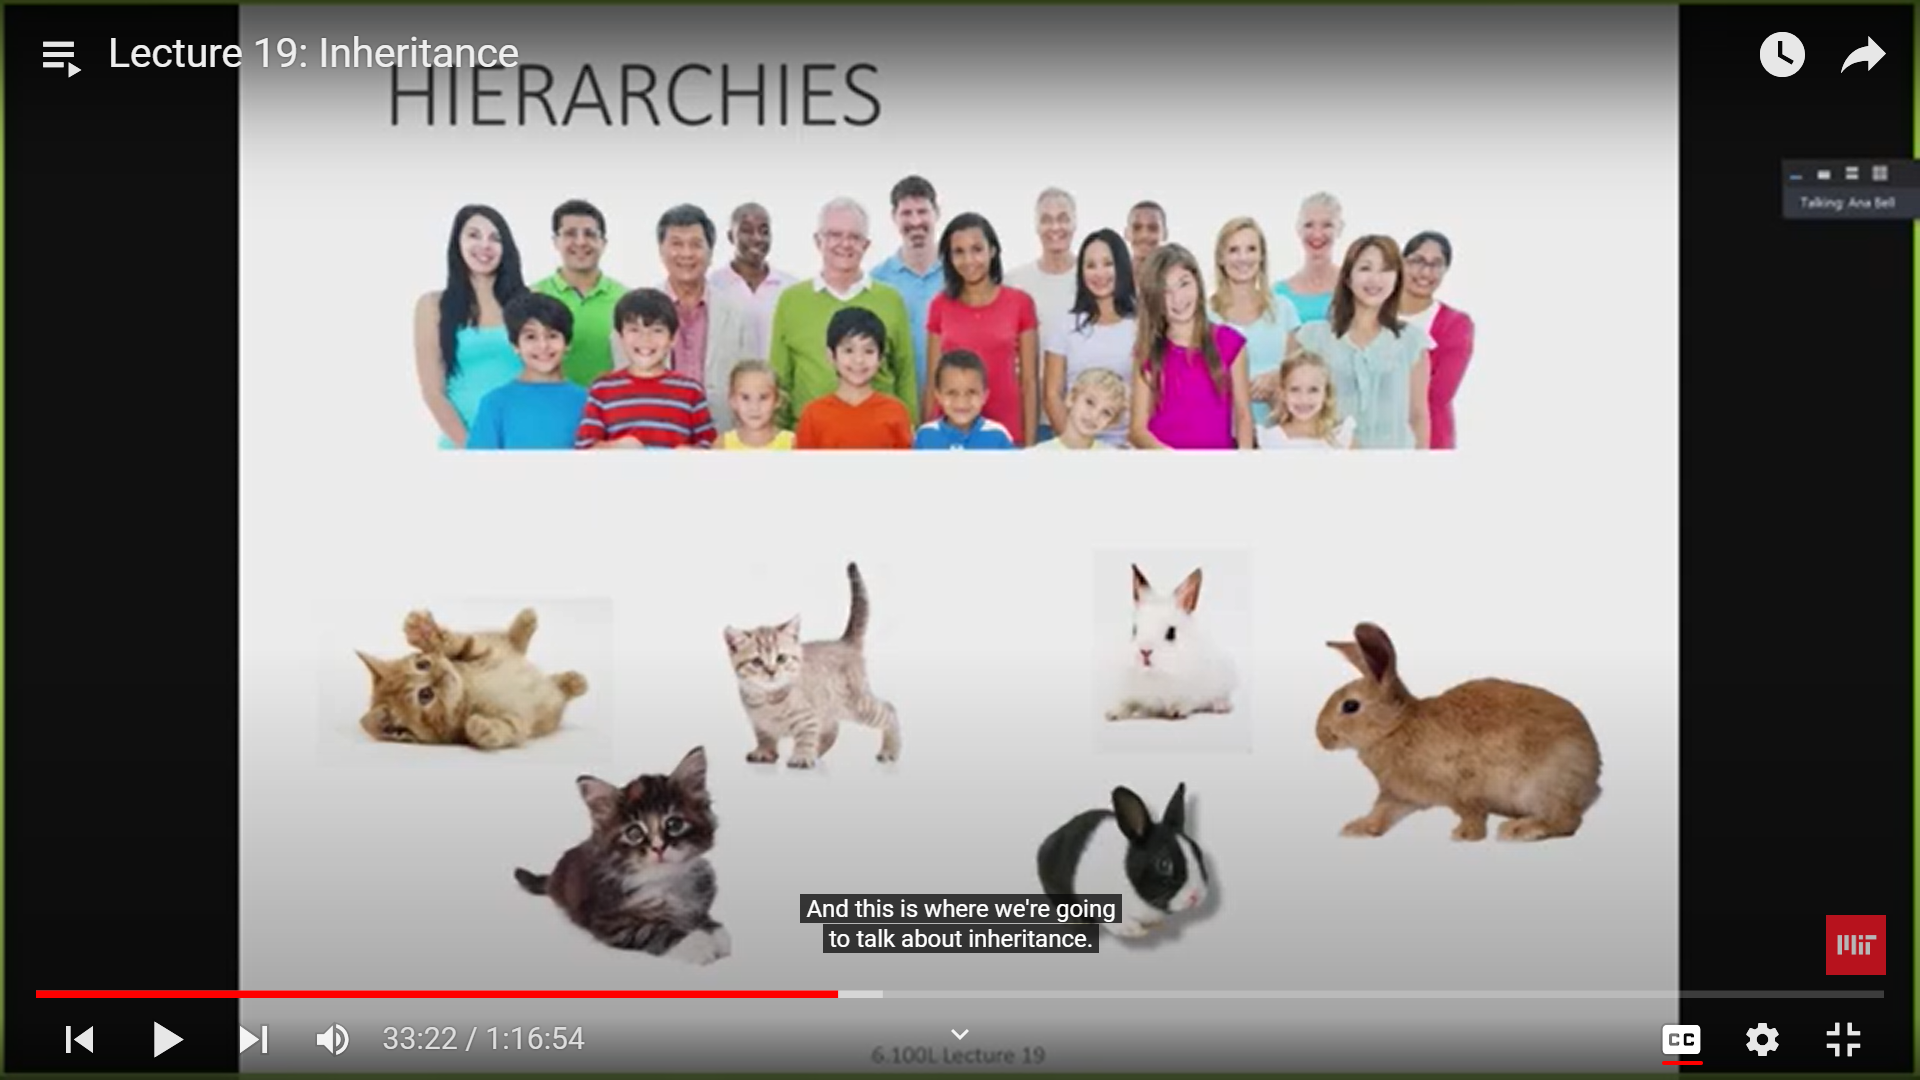 Lecture 19: Inheritance
HIERARCHIES
Talking: Ana Bell
And this is where we're going
to talk about inheritance.
MIT
33:22 / 1:16:54
CC
6.100L Lecture 19